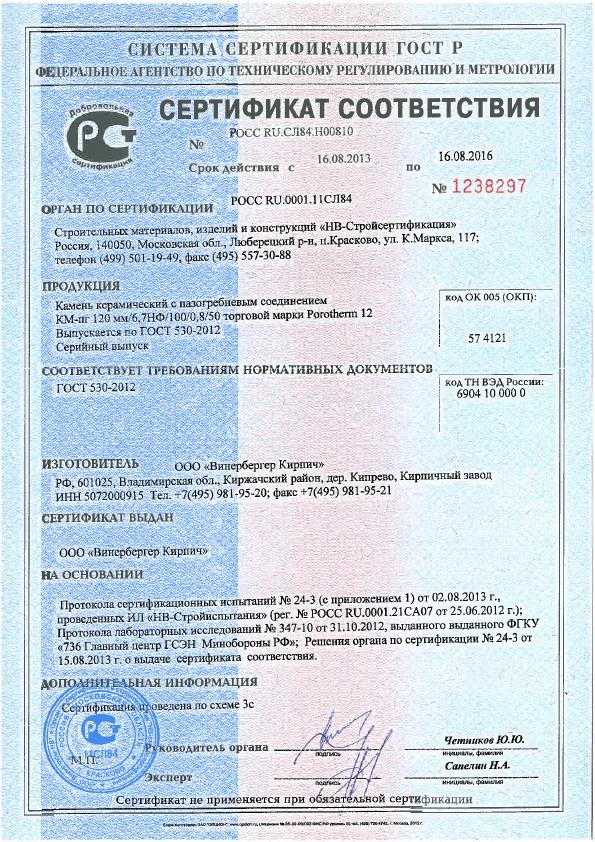 СИСТЕМА СЕРТИФИКАЦИИ ГОСТ Р
ФЕДЕРАЛЬНОЕ АГЕНТСТВО ПО ТЕХНИЧЕСКОМУ РЕГУЛИРОВАНИЮ И МЕТРОЛОГИИ
Добровольная
сертификация
СЕРТИФИКАТ СООТВЕТСТВИЯ
РОСС RU.СЛ84.Н00810
№
Срок действия с 16.08.2013 по 16.08.2016
№ 1238297
РОСС RU.0001.11СЛ84
ОРГАН ПО СЕРТИФИКАЦИИ
Строительных материалов, изделий и конструкций «НВ-Стройсертификация»
Россия, 140050, Московская обл., Люберецкий р-н, п.Красково, ул. К.Маркса, 117;
телефон (499) 501-19-49, факс (495) 557-30-88
ПРОДУКЦИЯ
Камень керамический с пазогребневым соединением
КМ-пг 120 мм/6,7НФ/100/0,8/50 торговой марки Porotherm 12
Выпускается по ГОСТ 530-2012
Серийный выпуск
код ОК 005 (ОКП):
57 4121
СООТВЕТСТВУЕТ ТРЕБОВАНИЯМ НОРМАТИВНЫХ ДОКУМЕНТОВ
ГОСТ 530-2012
код ТН ВЭД России:
6904 10 000 0
ИЗГОТОВИТЕЛЬ ООО «Винербергер Кирпич»
РФ, 601025, Владимирская обл., Киржачский район, дер. Кипрево, Кирпичный завод
ИНН 5072000915 Тел. +7(495) 981-95-20; факс +7(495) 981-95-21
СЕРТИФИКАТ ВЫДАН
ООО «Винербергер Кирпич»
НА ОСНОВАНИИ
Протокола сертификационных испытаний № 24-3 (с приложением 1) от 02.08.2013 г.,
проведенных ИЛ «НВ-Стройиспытания» (рег. № РОСС RU.0001.21СА07 от 25.06.2012 г.);
Протокола лабораторных исследований № 347-10 от 31.10.2012, выданного выданного ФГКУ
«736 Главный центр ГСЭН Минобороны РФ»; Решения органа по сертификации № 24-3 от
15.08.2013 г. о выдаче сертификата соответствия.
ДОПОЛНИТЕЛЬНАЯ ИНФОРМАЦИЯ
Сертификация проведена по схеме 3с
11СЛ84
КРАСКОВО
М.П.
Руководитель органа
подпись
Четников Ю.Ю.
инициалы, фамилия
Эксперт
подпись
Сапелин Н.А.
инициалы, фамилия
Сертификат не применяется при обязательной сертификации